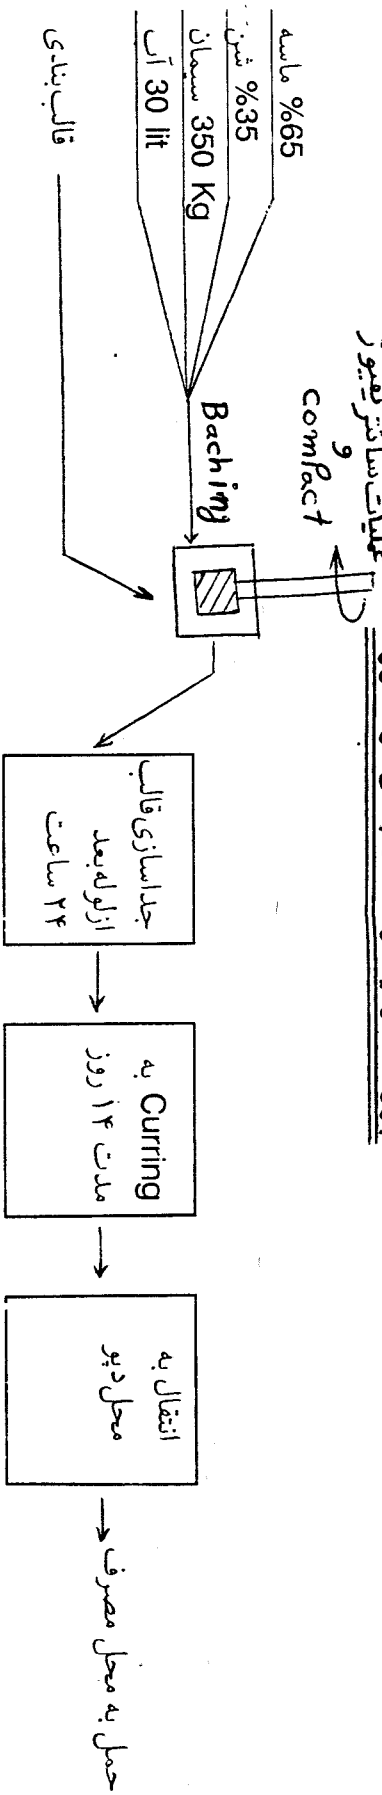 عملیات سانتریفیوژ
و
compact
%65 ماسه
%35 شن
350 Kg سیمان
30 lit آب
Baching
قالب بندی
جداسازی قالب
از لوله بعد
۲۴ ساعت
Curring به
مدت ۱۴ روز
انتقال به
محل دپو
حمل به محل مصرف